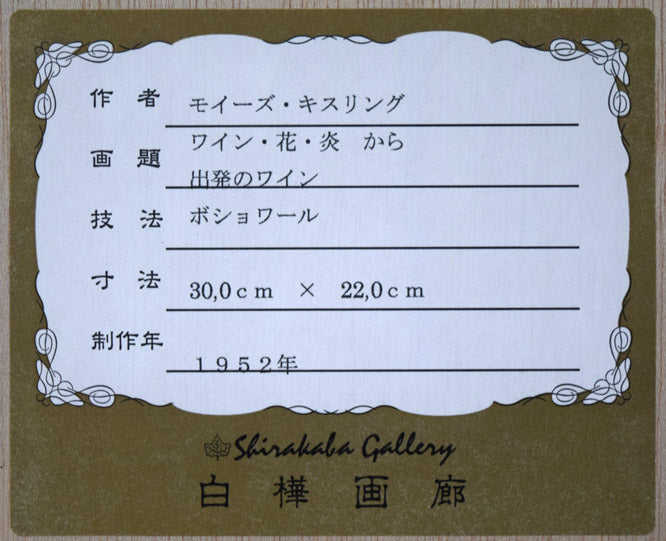 作者 モイーズ・キスリング
ワイン・花・炎 から
画題
出発のワイン
技法 ボショワール
寸法 30,0cm × 22,0cm
制作年 1952年
Shirakaba Gallery
白樺画廊